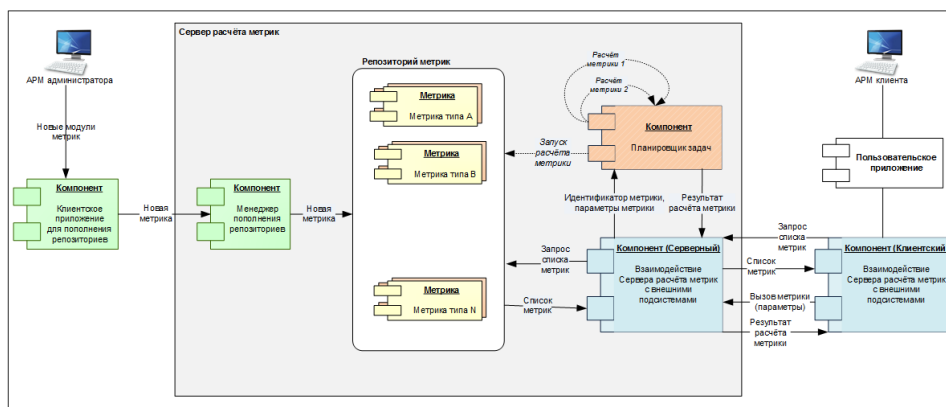 Сервер расчёта метрик
АРМ администратора
Новые модули
метрик
Компонент
Клиентское
приложение
для пополнения
репозиториев
Новая
метрика
Компонент
Менеджер
пополнения
репозиториев
Новая
метрика
Репозиторий метрик
Метрика
Метрика типа A
Метрика
Метрика типа B
Метрика
Метрика типа N
Расчёт
метрики 1
Расчёт
метрики 2
Компонент
Планировщик задач
Запуск
расчёта
метрики
Идентификатор метрики,
параметры метрики
Результат
расчёта метрики
Запрос
списка
метрик
Список
метрик
Компонент (Серверный)
Взаимодействие
Сервера расчёта метрик
с внешними
подсистемами
Запрос
списка
метрик
Список
метрик
Вызов метрики
(параметры)
Результат
расчёта
метрики
АРМ клиента
Пользовательское
приложение
Компонент (Клиентский)
Взаимодействие
Сервера расчёта метрик
с внешними
подсистемами